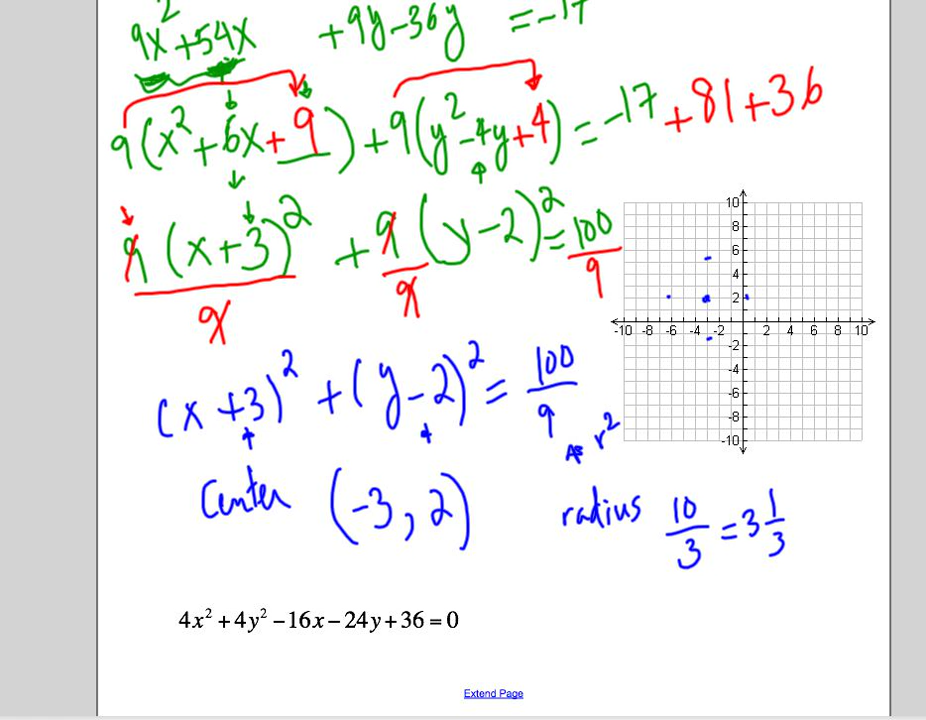 9x²+54x +9y-36y =-17
9(x²+6x+9)+9(y²-4y+4)=-17+81+36
9(x+3)²/9 +9/9(y-2)²=100/9
(x+3)²+(y-2)²=100/9
r²
Center (-3,2) radius 10/3=3 1/3
10
8
6
4
2
-10 -8 -6 -4 -2 2 4 6 8 10
-2
-4
-6
-8
-10
4x²+4y²-16x-24y+36=0
Extend Page